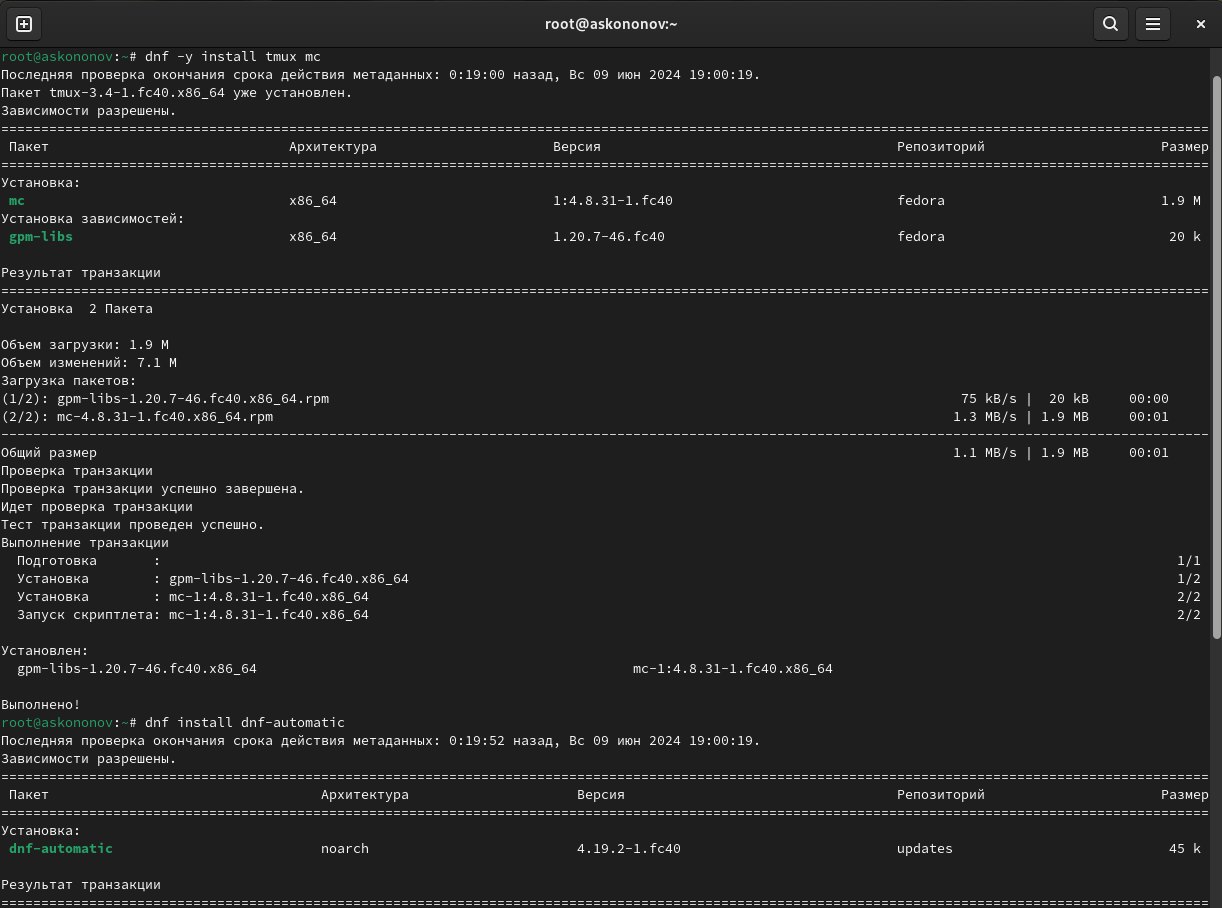 root@askononov:~
root@askononov:~# dnf -y install tmux mc
Последняя проверка окончания срока действия метаданных: 0:19:00 назад, Вс 09 июн 2024 19:00:19.
Пакет tmux-3.4-1.fc40.x86_64 уже установлен.
Зависимости разрешены.
================================================================================
Пакет Архитектура Версия Репозиторий Размер
================================================================================
Установка:
mc x86_64 1:4.8.31-1.fc40 fedora 1.9 M
Установка зависимостей:
gpm-libs x86_64 1.20.7-46.fc40 fedora 20 k
Результат транзакции
================================================================================
Установка  2 Пакета
Объем загрузки: 1.9 M
Объем изменений: 7.1 M
Загрузка пакетов:
(1/2): gpm-libs-1.20.7-46.fc40.x86_64.rpm 75 kB/s |  20 kB 00:00
(2/2): mc-4.8.31-1.fc40.x86_64.rpm 1.3 MB/s | 1.9 MB 00:01
--------------------------------------------------------------------------------
Общий размер 1.1 MB/s | 1.9 MB 00:01
Проверка транзакции
Проверка транзакции успешно завершена.
Идет проверка транзакции
Тест транзакции проведен успешно.
Выполнение транзакции
Подготовка : 1/1
Установка : gpm-libs-1.20.7-46.fc40.x86_64 1/2
Установка : mc-1:4.8.31-1.fc40.x86_64 2/2
Запуск скриптлета: mc-1:4.8.31-1.fc40.x86_64 2/2
Установлен:
gpm-libs-1.20.7-46.fc40.x86_64 mc-1:4.8.31-1.fc40.x86_64
Выполнено!
root@askononov:~# dnf install dnf-automatic
Последняя проверка окончания срока действия метаданных: 0:19:52 назад, Вс 09 июн 2024 19:00:19.
Зависимости разрешены.
================================================================================
Пакет Архитектура Версия Репозиторий Размер
================================================================================
Установка:
dnf-automatic noarch 4.19.2-1.fc40 updates 45 k
Результат транзакции
================================================================================